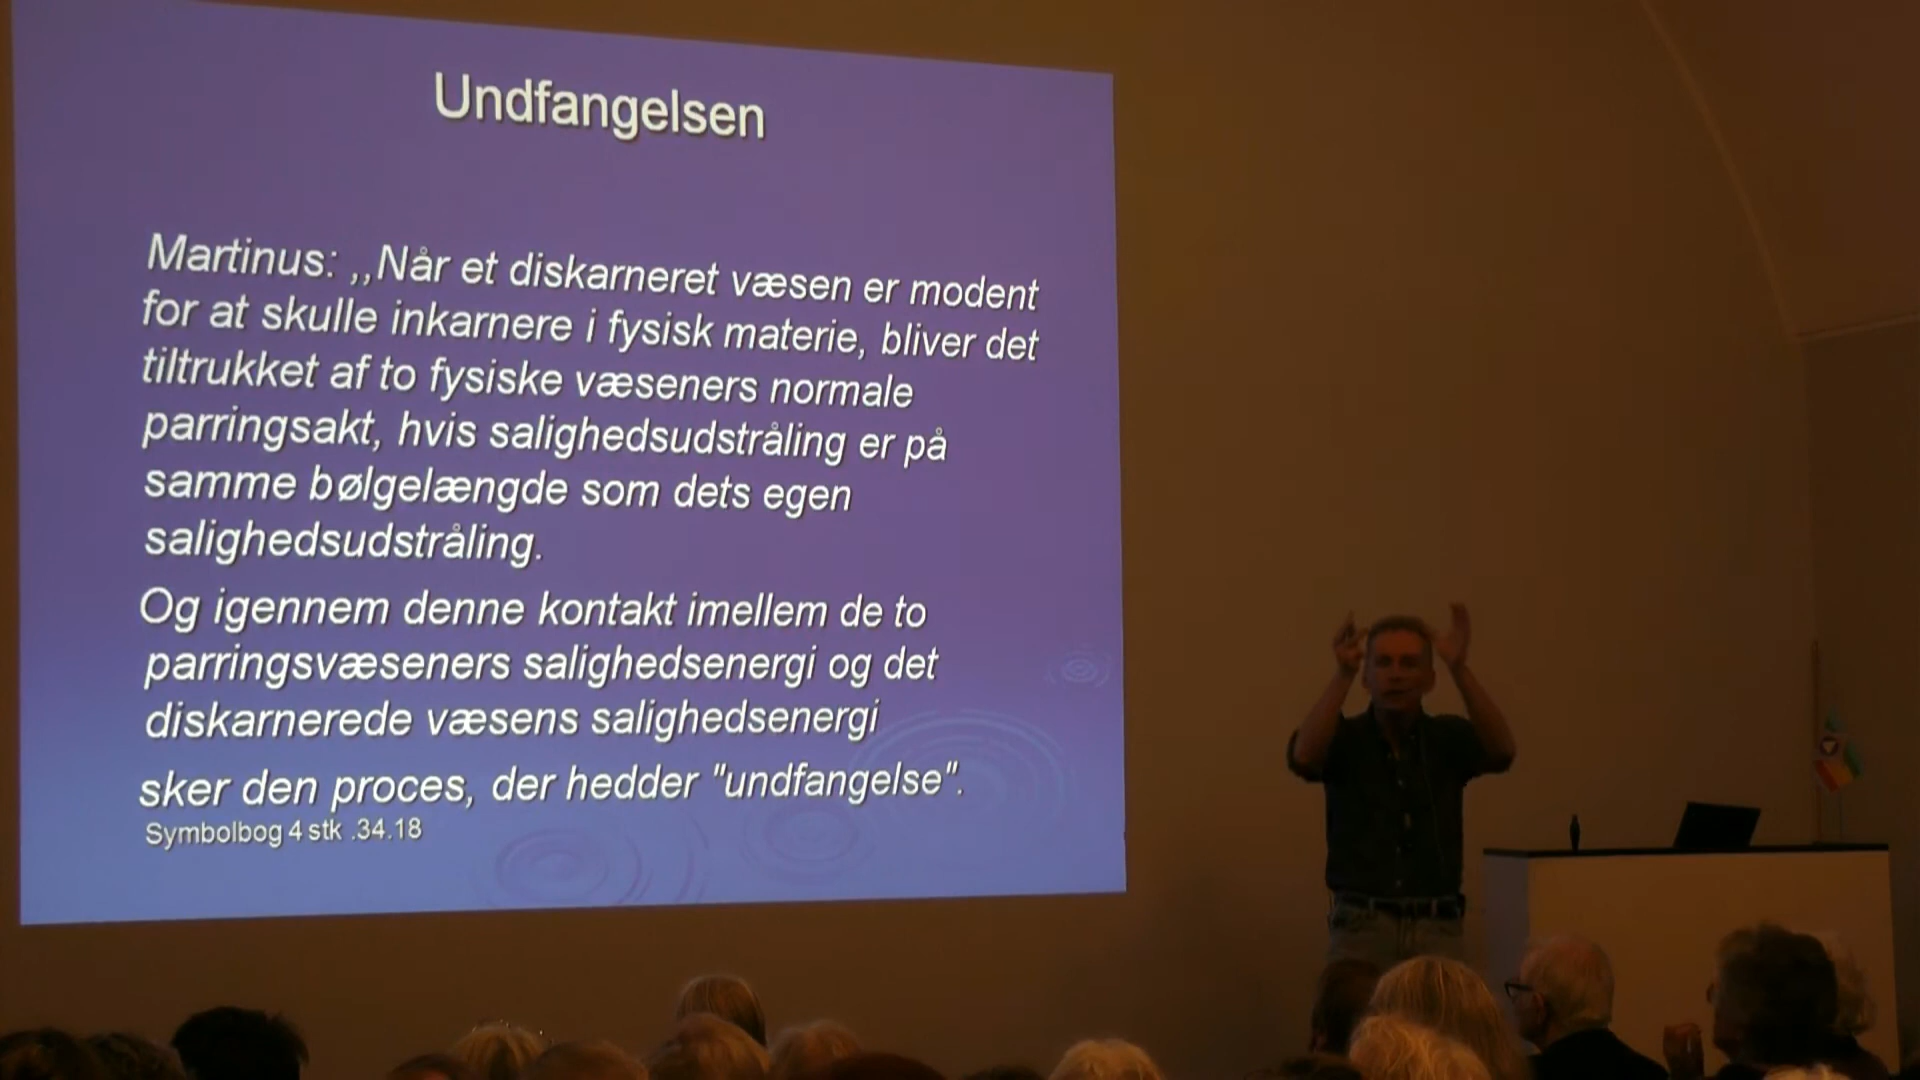 Undfangelsen
Martinus: ,,Når et diskarneret væsen er modent
for at skulle inkarnere i fysisk materie, bliver det
tiltrukket af to fysiske væseners normale
parringsakt, hvis salighedsudstråling er på
samme bølgelængde som dets egen
salighedsudstråling.
Og igennem denne kontakt imellem de to
parringsvæseners salighedsenergi og det
diskarnerede væsens salighedsenergi
sker den proces, der hedder "undfangelse".
Symbolbog 4 stk .34.18